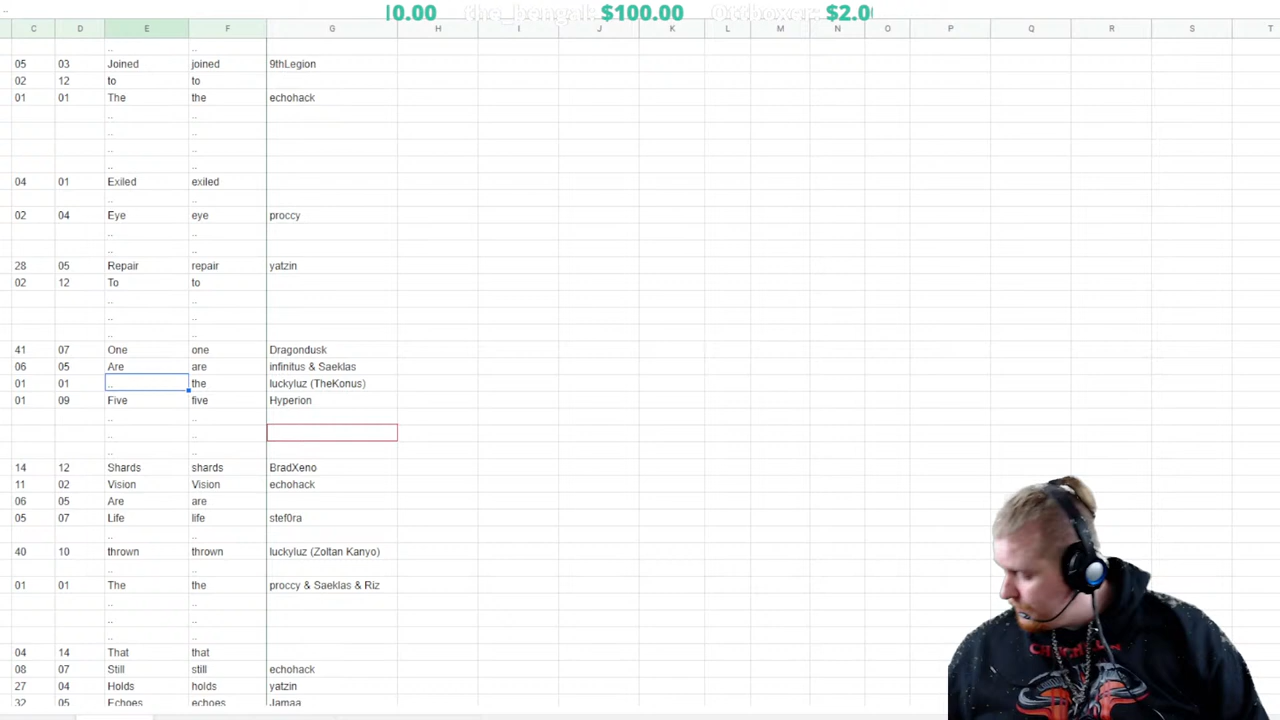 0.00 the_bengal: $100.00 0ttboxer: $2.0
C D E F G H I J K L M N O P Q R S T
.. ..
05 03 Joined joined 9thLegion
02 12 to to
01 01 The the echohack
.. ..
.. ..
.. ..
.. ..
04 01 Exiled exiled
.. ..
02 04 Eye eye proccy
.. ..
.. ..
28 05 Repair repair yatzin
02 12 To to
.. ..
.. ..
.. ..
41 07 One one Dragondusk
06 05 Are are infinitus & Saeklas
01 01 .. the luckyluz (TheKonus)
01 09 Five five Hyperion
.. ..
.. ..
.. ..
14 12 Shards shards BradXeno
11 02 Vision Vision echohack
06 05 Are are
05 07 Life life stef0ra
.. ..
40 10 thrown thrown luckyluz (Zoltan Kanyo)
.. ..
01 01 The the proccy & Saeklas & Riz
.. ..
.. ..
.. ..
04 14 That that
08 07 Still still echohack
27 04 Holds holds yatzin
32 05 Echoes echoes Jamaa